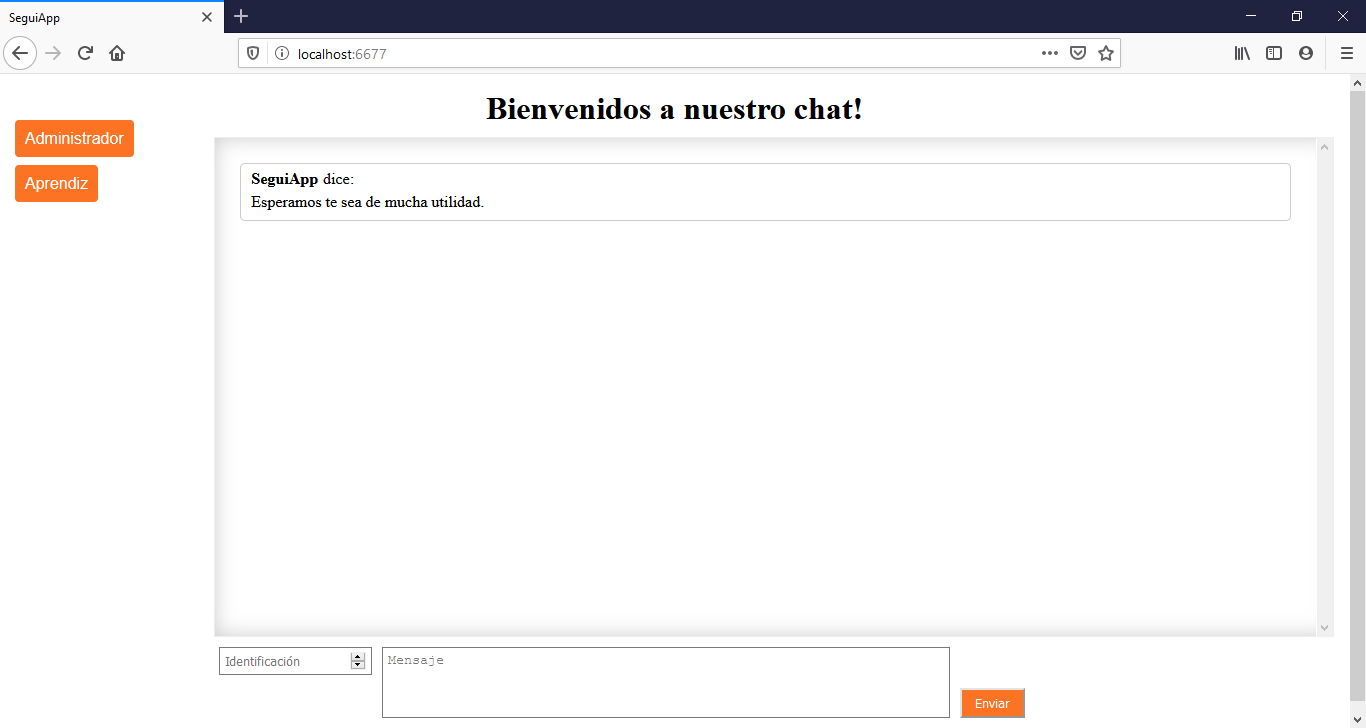 SeguiApp
localhost:6677
Bienvenidos a nuestro chat!
Administrador
Aprendiz
SeguiApp dice:
Esperamos te sea de mucha utilidad.
Identificación
Mensaje
Enviar